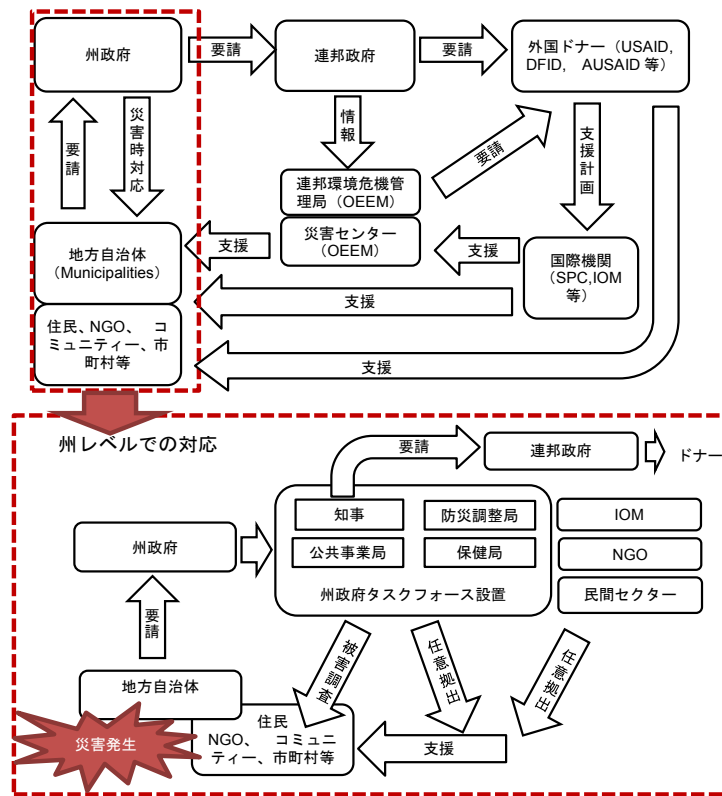 州政府
要請
連邦政府
要請
外国ドナー（USAID,
DFID,　AUSAID 等）
要請
災害時対応
情報
要請
支援計画
連邦環境危機管
理局（OEEM）
災害センター
（OEEM）
地方自治体
（Municipalities）
支援
支援
国際機関
（SPC,IOM
等）
支援
住民、NGO、　コ
ミュニティー、市
町村等
支援
州レベルでの対応
要請
連邦政府
ドナー
知事
防災調整局
IOM
州政府
公共事業局
保健局
NGO
州政府タスクフォース設置
民間セクター
要請
被害調査
任意拠出
任意拠出
地方自治体
住民
NGO、　コミュニ
ティー、市町村等
災害発生
支援